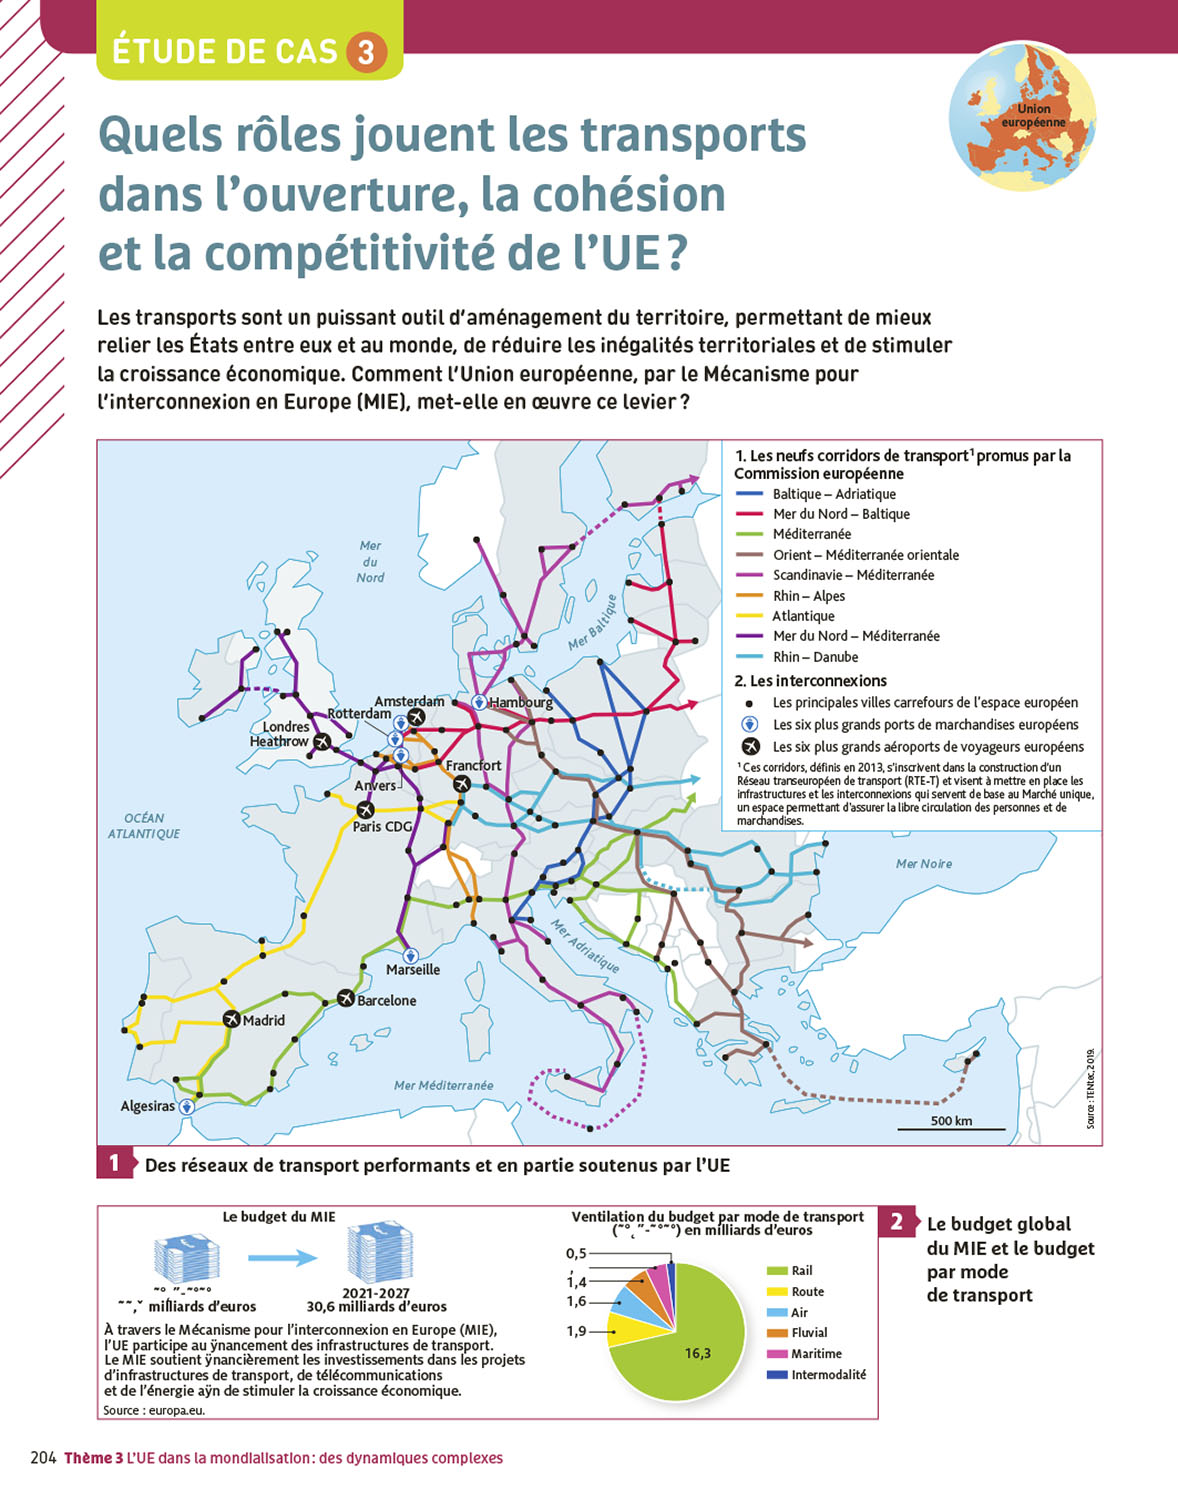 ÉTUDE DE CAS 3
Union
européenne
Quels rôles jouent les transports
dans l'ouverture, la cohésion
et la compétitivité de l'UE ?
Les transports sont un puissant outil d'aménagement du territoire, permettant de mieux
relier les États entre eux et au monde, de réduire les inégalités territoriales et de stimuler
la croissance économique. Comment l'Union européenne, par le Mécanisme pour
l'interconnexion en Europe (MIE), met-elle en œuvre ce levier ?
1. Les neufs corridors de transport¹ promus par la
Commission européenne
Baltique – Adriatique
Mer du Nord – Baltique
Méditerranée
Orient – Méditerranée orientale
Scandinavie – Méditerranée
Rhin – Alpes
Atlantique
Mer du Nord – Méditerranée
Rhin – Danube
2. Les interconnexions
Les principales villes carrefours de l'espace européen
Les six plus grands ports de marchandises européens
Les six plus grands aéroports de voyageurs européens
¹ Ces corridors, définis en 2013, s'inscrivent dans la construction d'un
Réseau transeuropéen de transport (RTE-T) et visent à mettre en place les
infrastructures et les interconnexions qui servent de base au Marché unique,
un espace permettant d'assurer la libre circulation des personnes et de
marchandises.
Mer
du
Nord
Mer Baltique
Amsterdam
Hambourg
Rotterdam
Londres
Heathrow
Francfort
Anvers
Paris CDG
OCÉAN
ATLANTIQUE
Mer Noire
Mer Adriatique
Marseille
Barcelone
Madrid
Mer Méditerranée
Algesiras
500 km
Source : TENtec, 2019.
1 Des réseaux de transport performants et en partie soutenus par l'UE
Le budget du MIE
˜°˛˝-˜°˜°
˜˜,ˇ milliards d'euros
2021-2027
30,6 milliards d'euros
À travers le Mécanisme pour l'interconnexion en Europe (MIE),
l'UE participe au ÿnancement des infrastructures de transport.
Le MIE soutient ÿnancièrement les investissements dans les projets
d'infrastructures de transport, de télécommunications
et de l'énergie aÿn de stimuler la croissance économique.
Source : europa.eu.
Ventilation du budget par mode de transport
(˜°˛˝-˜°˜°) en milliards d'euros
0,5
,
1,4
1,6
1,9
16,3
Rail
Route
Air
Fluvial
Maritime
Intermodalité
2 Le budget global
du MIE et le budget
par mode
de transport
204 Thème 3 L'UE dans la mondialisation : des dynamiques complexes